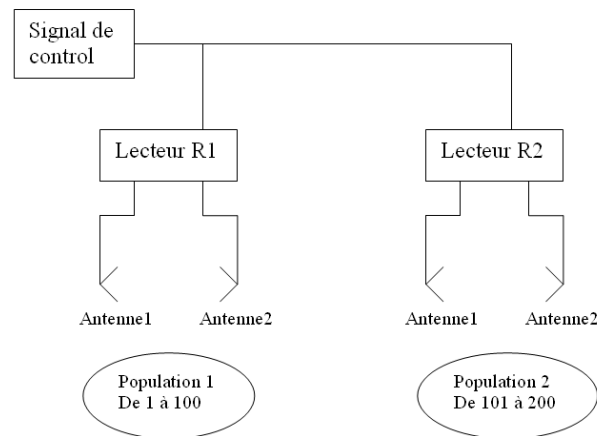 Signal de
control
Lecteur R1
Lecteur R2
Antenne1
Antenne2
Antenne1
Antenne2
Population 1
De 1 à 100
Population 2
De 101 à 200